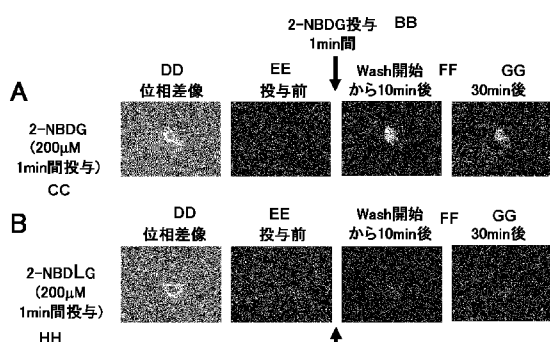 2-NBDG投与 BB
1min間
A
DD
位相差像
EE
投与前
Wash開始 FF
から10min後
GG
30min後
2-NBDG
(200μM
1min間投与)
CC
B
DD
位相差像
EE
投与前
Wash開始 FF
から10min後
GG
30min後
2-NBDLG
(200μM
1min間投与)
HH